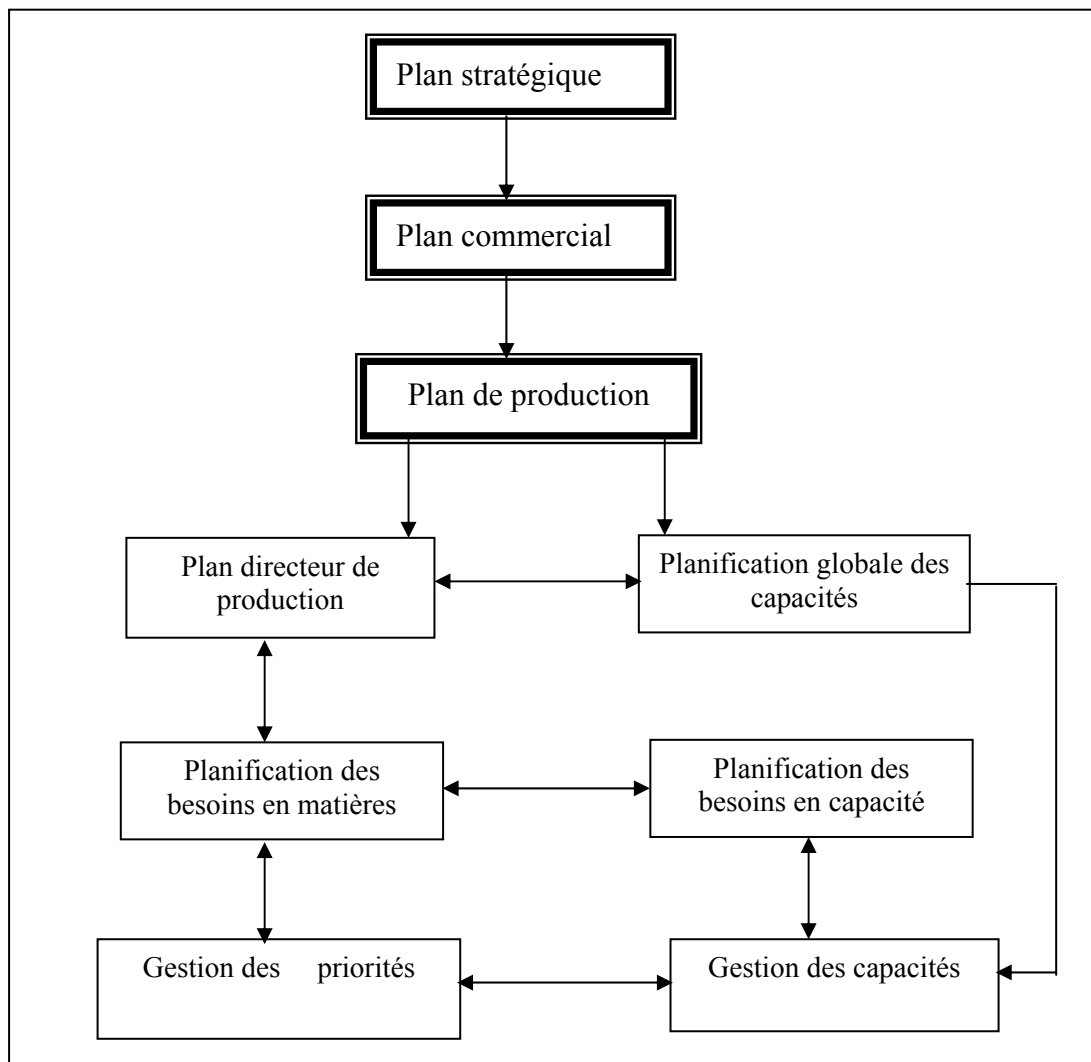 Plan stratégique
Plan commercial
Plan de production
Plan directeur de
production
Planification globale des
capacités
Planification des
besoins en matières
Planification des
besoins en capacité
Gestion des priorités
Gestion des capacités